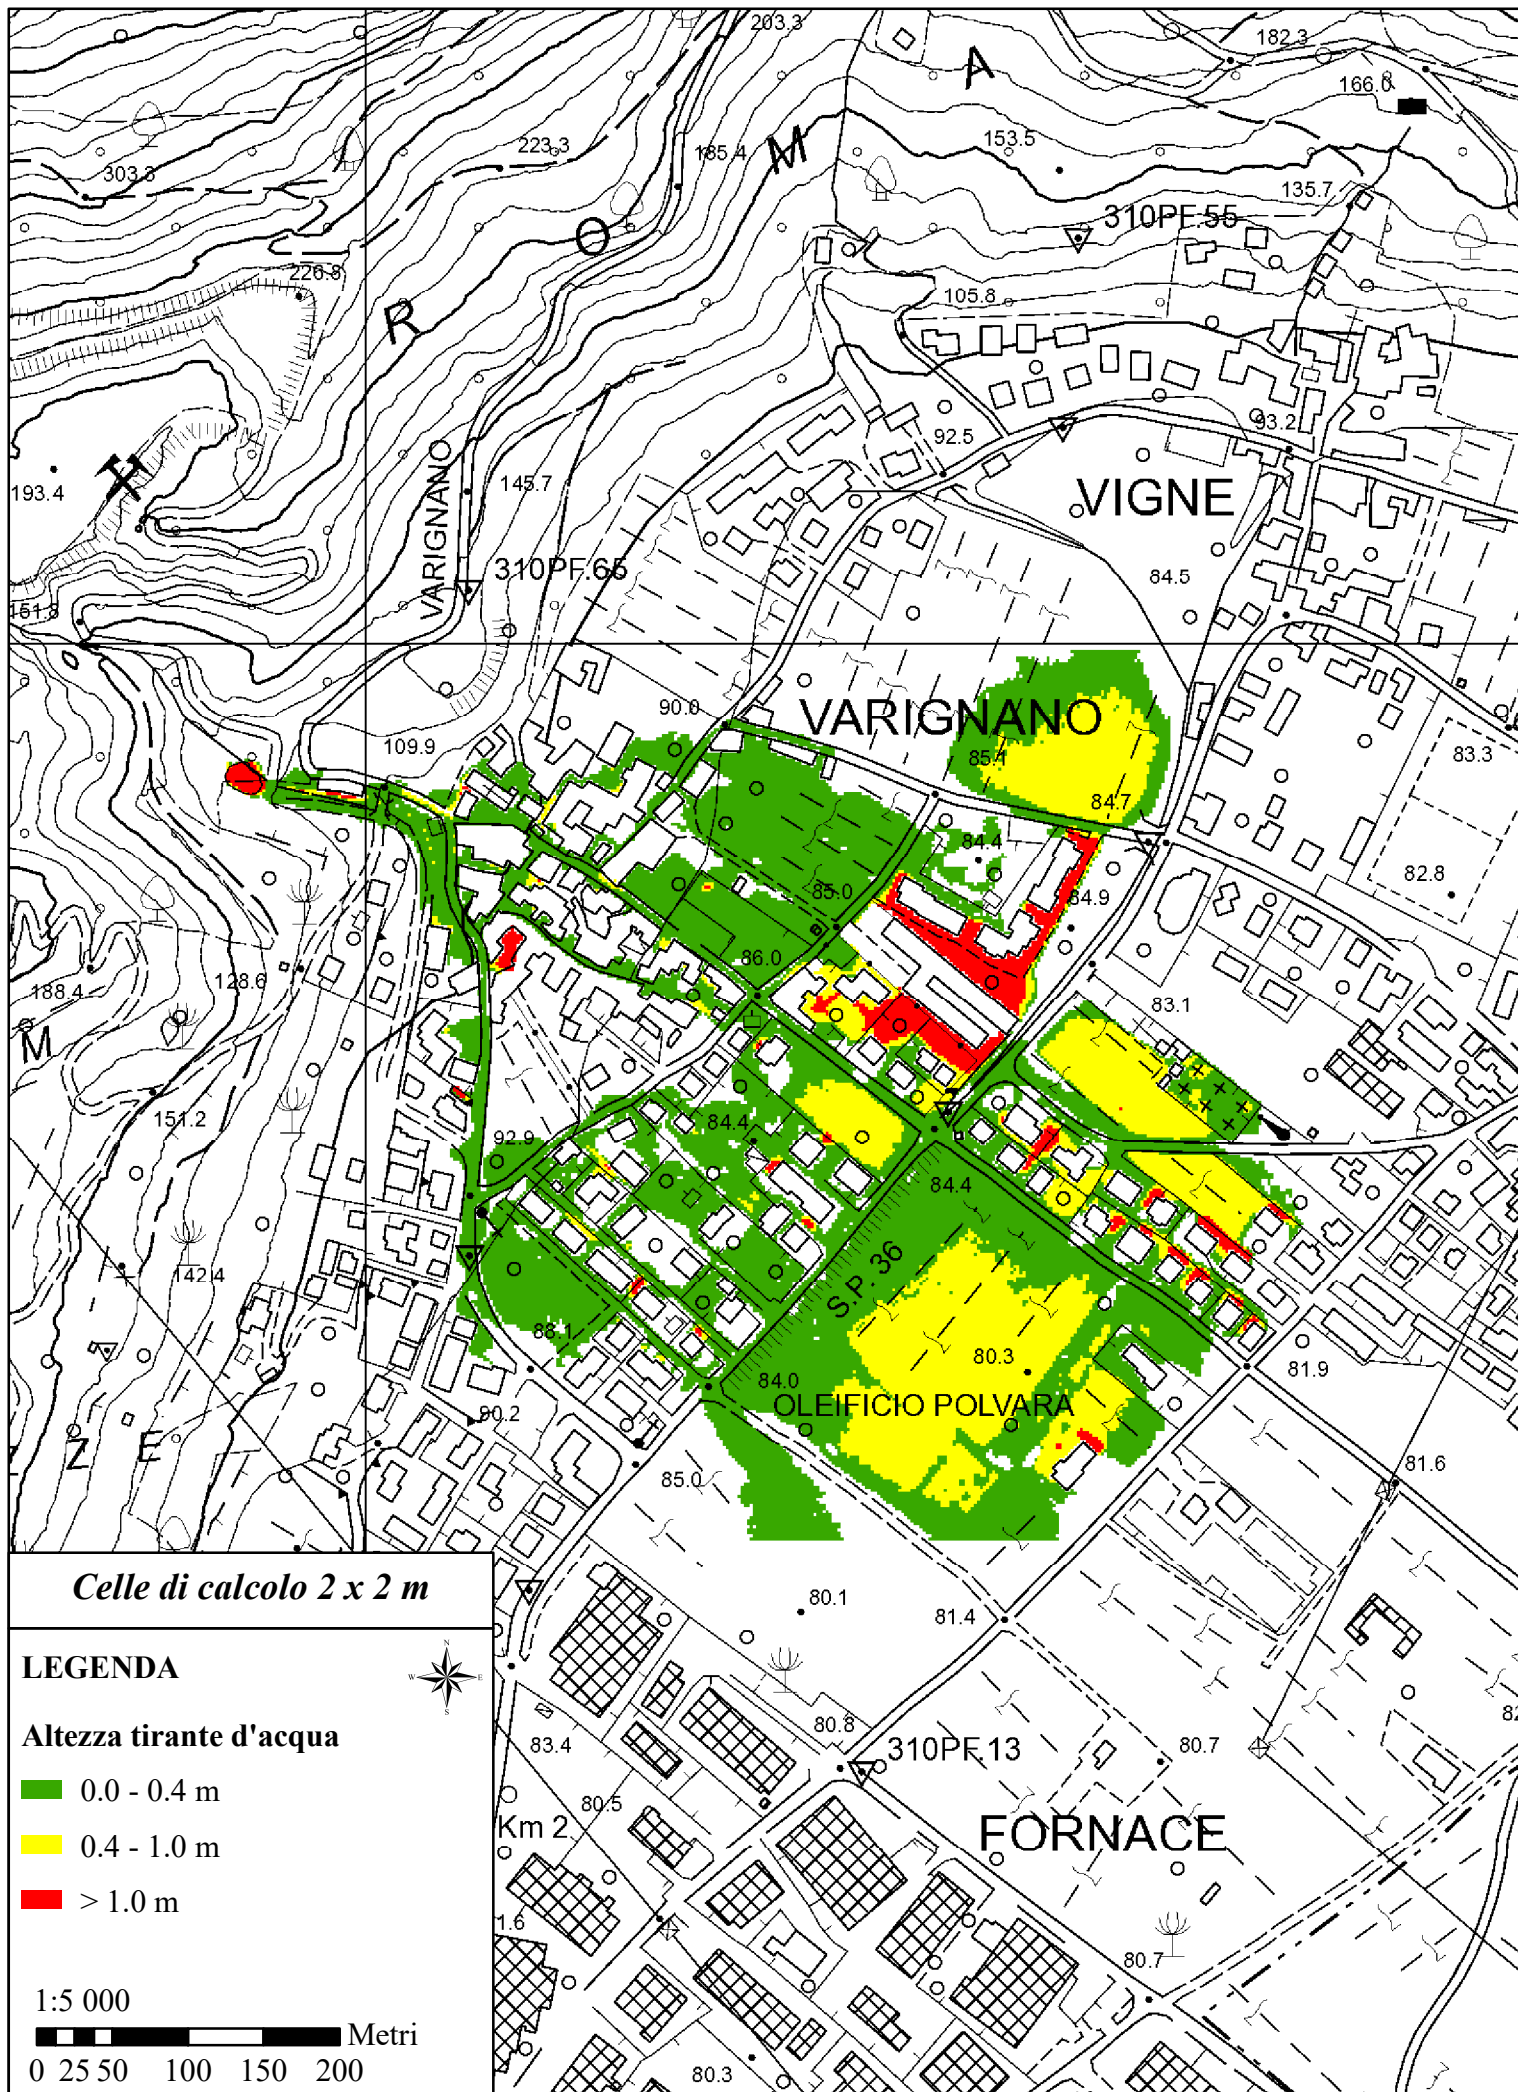 203.3
A
182.3
166.0
M
153.5
223.3
185.4
303.3
135.7
310PF.55
O
226.8
105.8
R
92.5
93.2
193.4
VARIGNANO
145.7
VIGNE
310PF.65
84.5
151.8
90.0
VARIGNANO
109.9
85.1
83.3
84.7
84.4
82.8
85.0
84.9
188.4
128.6
86.0
M
83.1
151.2
92.9
84.4
84.4
142.4
S.P. 36
88.1
80.3
81.9
84.0
OLEIFICIO POLVARA
90.2
Z E
85.0
81.6
Celle di calcolo 2 x 2 m
80.1
81.4
LEGENDA
N
W E
S
Altezza tirante d'acqua
83.4
80.8
310PF.13
80.7
0.0 - 0.4 m
80.5
Km 2
FORNACE
0.4 - 1.0 m
> 1.0 m
1.6
80.7
1:5 000
Metri
0 25 50 100 150 200
80.3